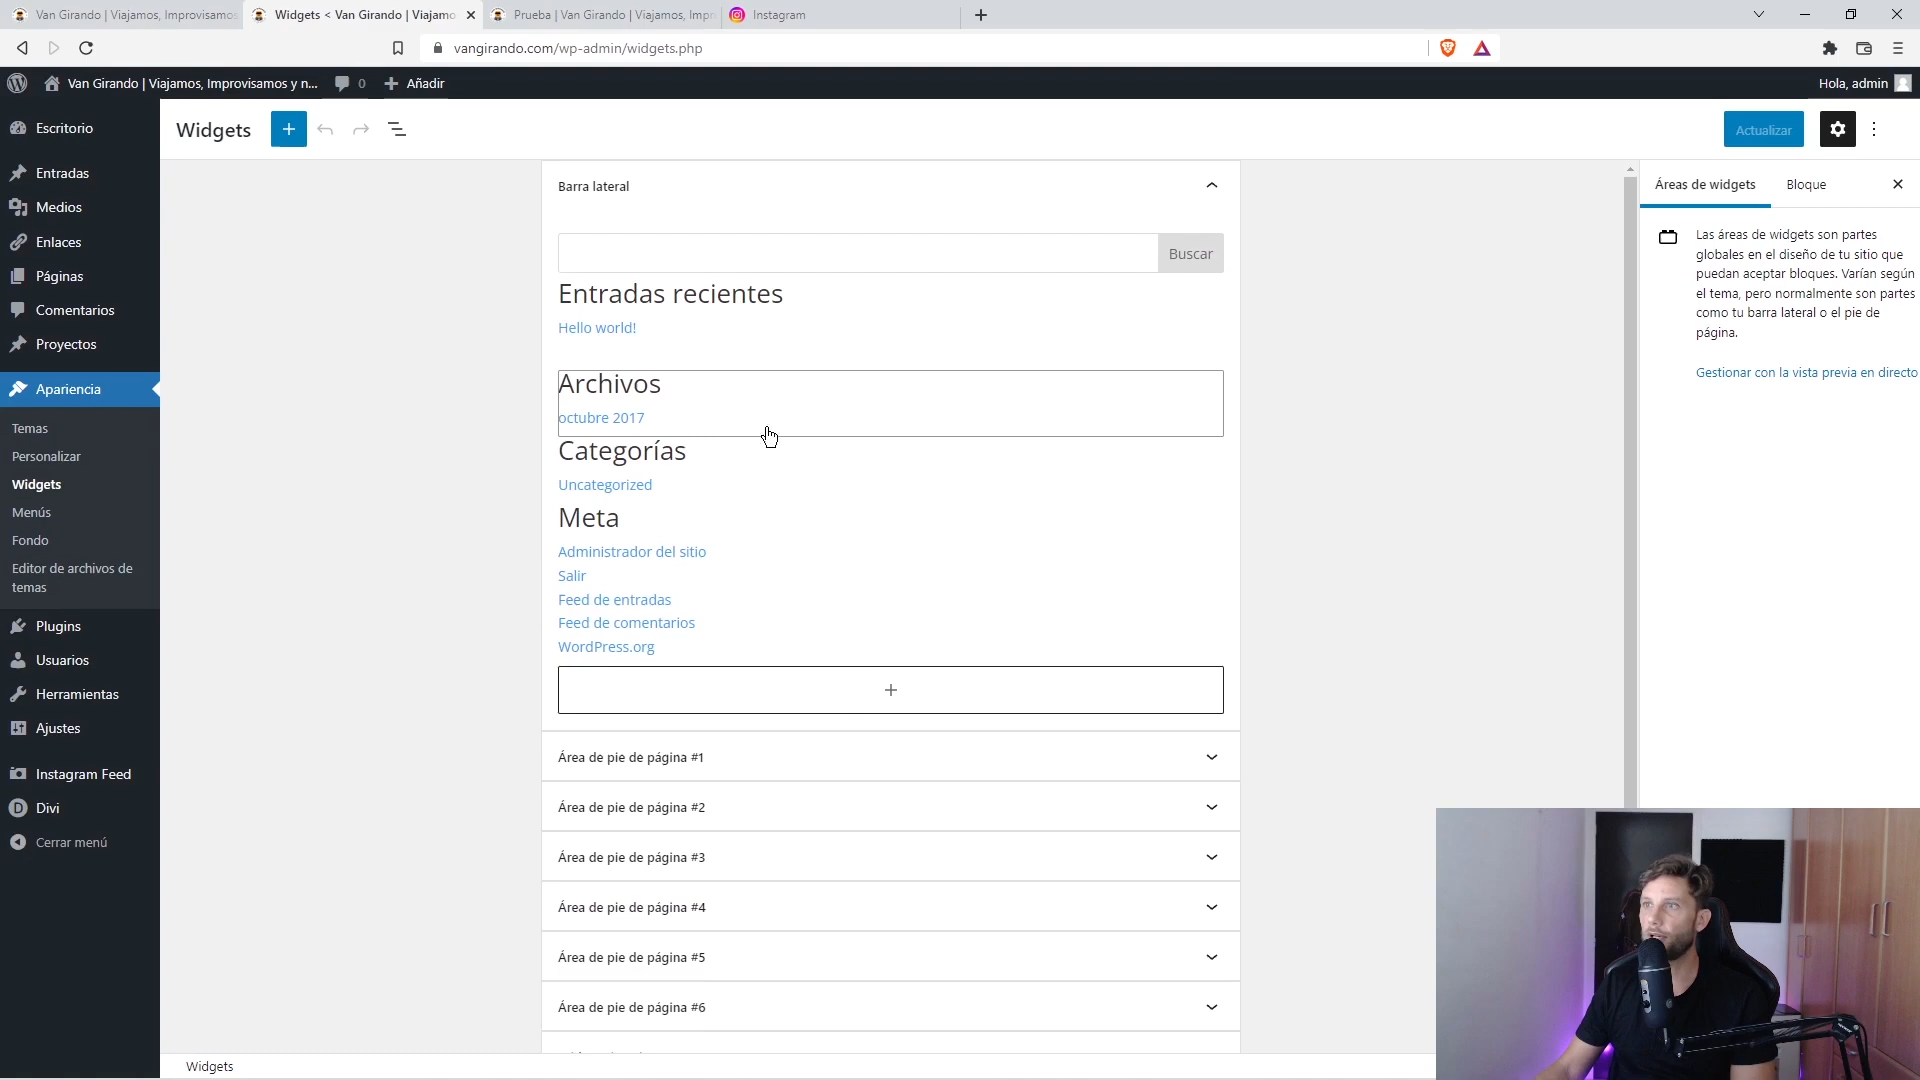 Van Girando | Viajamos, Improvisamos
Widgets < Van Girando | Viajamo
Prueba | Van Girando | Viajamos, Impr
Instagram
vangirando.com/wp-admin/widgets.php
Van Girando | Viajamos, Improvisamos y n...
0
Añadir
Hola, admin
Escritorio
Entradas
Medios
Enlaces
Páginas
Comentarios
Proyectos
Apariencia
Temas
Personalizar
Widgets
Menús
Fondo
Editor de archivos de
temas
Plugins
Usuarios
Herramientas
Ajustes
Instagram Feed
D
Divi
Cerrar menú
Widgets
Actualizar
Barra lateral
Buscar
Entradas recientes
Hello world!
Archivos
octubre 2017
Categorías
Uncategorized
Meta
Administrador del sitio
Salir
Feed de entradas
Feed de comentarios
WordPress.org
Área de pie de página #1
Área de pie de página #2
Área de pie de página #3
Área de pie de página #4
Área de pie de página #5
Área de pie de página #6
Widgets
Áreas de widgets
Bloque
Las áreas de widgets son partes
globales en el diseño de tu sitio que
puedan aceptar bloques. Varían según
el tema, pero normalmente son partes
como tu barra lateral o el pie de
página.
Gestionar con la vista previa en directo